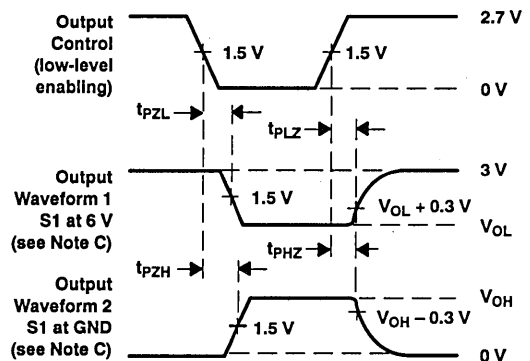 Output
Control
(low-level
enabling)
1.5 V
1.5 V
2.7 V
0 V
tPZL
tPLZ
Output
Waveform 1
S1 at 6 V
(see Note C)
1.5 V
3 V
VOL + 0.3 V
VOL
tPZH
tPHZ
Output
Waveform 2
S1 at GND
(see Note C)
1.5 V
VOH
VOH − 0.3 V
0 V